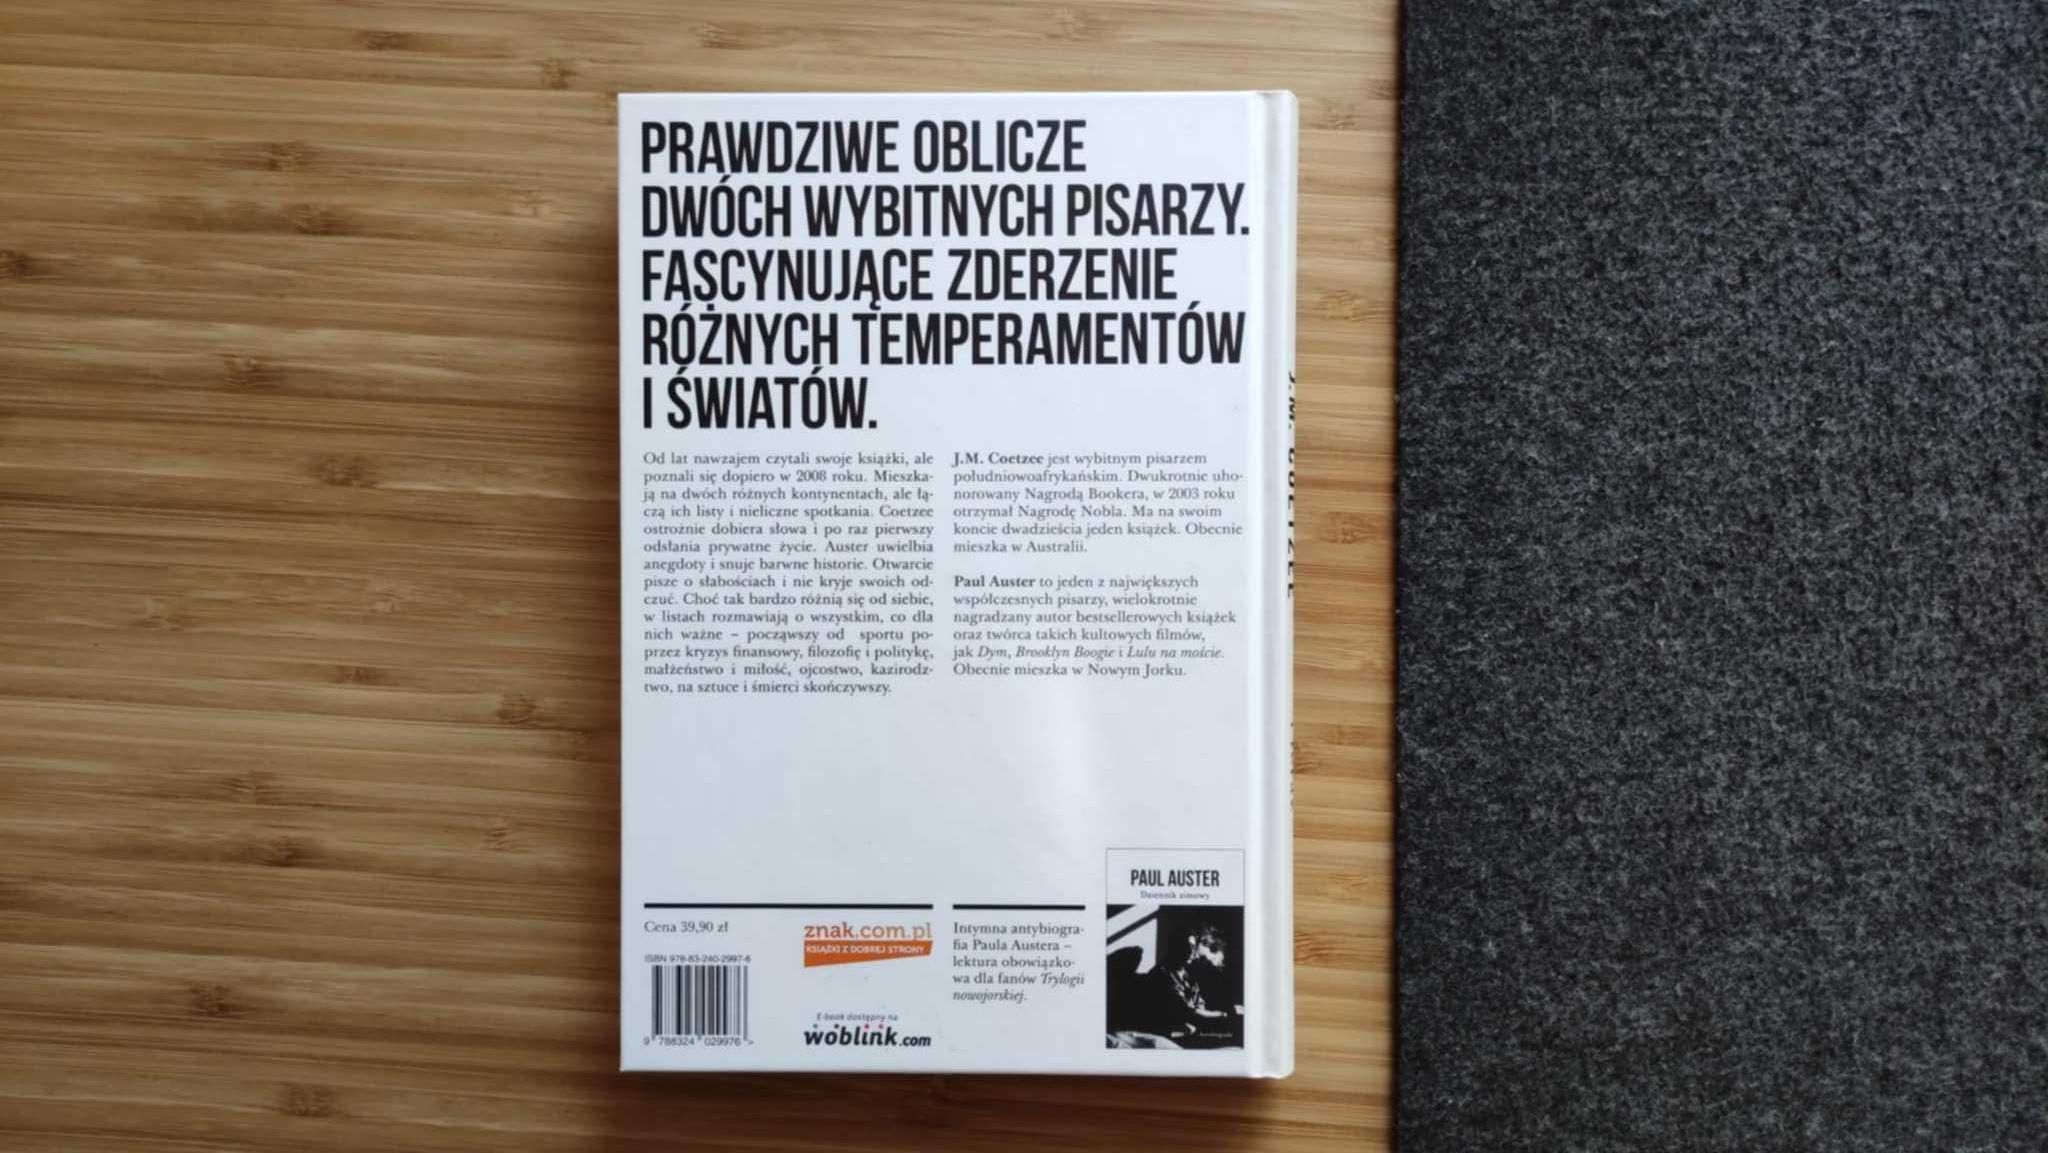 PRAWDZIWE OBLICZE
DWÓCH WYBITNYCH PISARZY.
FASCYNUJĄCE ZDERZENIE
RÓŻNYCH TEMPERAMENTÓW
I ŚWIATÓW.
Od lat nawzajem czytali swoje książki, ale
poznali się dopiero w 2008 roku. Mieszka-
ją na dwóch różnych kontynentach, ale łą-
czą ich listy i nieliczne spotkania. Coetzee
ostrożnie dobiera słowa i po raz pierwszy
odsłania prywatne życie. Auster uwielbia
anegdoty i snuje barwne historie. Otwarcie
pisze o słabościach i nie kryje swoich od-
czuć. Choć tak bardzo różnią się od siebie,
w listach rozmawiają o wszystkim, co dla
nich ważne – począwszy od sportu po-
przez kryzys finansowy, filozofię i politykę,
małżeństwo i miłość, ojcostwo, kazirodz-
two, na sztuce i śmierci skończywszy.
J.M. Coetzee jest wybitnym pisarzem
południowoafrykańskim. Dwukrotnie uho-
norowany Nagrodą Bookera, w 2003 roku
otrzymał Nagrodę Nobla. Ma na swoim
koncie dwadzieścia jeden książek. Obecnie
mieszka w Australii.
Paul Auster to jeden z największych
współczesnych pisarzy, wielokrotnie
nagradzany autor bestsellerowych książek
oraz twórca takich kultowych filmów,
jak Dym, Brooklyn Boogie i Lulu na moście.
Obecnie mieszka w Nowym Jorku.
Cena 39,90 zł
ISBN 978-83-240-2997-6
9 788324 029976 >
znak.com.pl
KSIĄŻKI Z DOBREJ STRONY
E-book dostępny na
woblink.com
Intymna antybiogra-
fia Paula Austera –
lektura obowiązko-
wa dla fanów Trylogii
nowojorskiej.
PAUL AUSTER
Dziennik zimowy
J.M. COETZEE